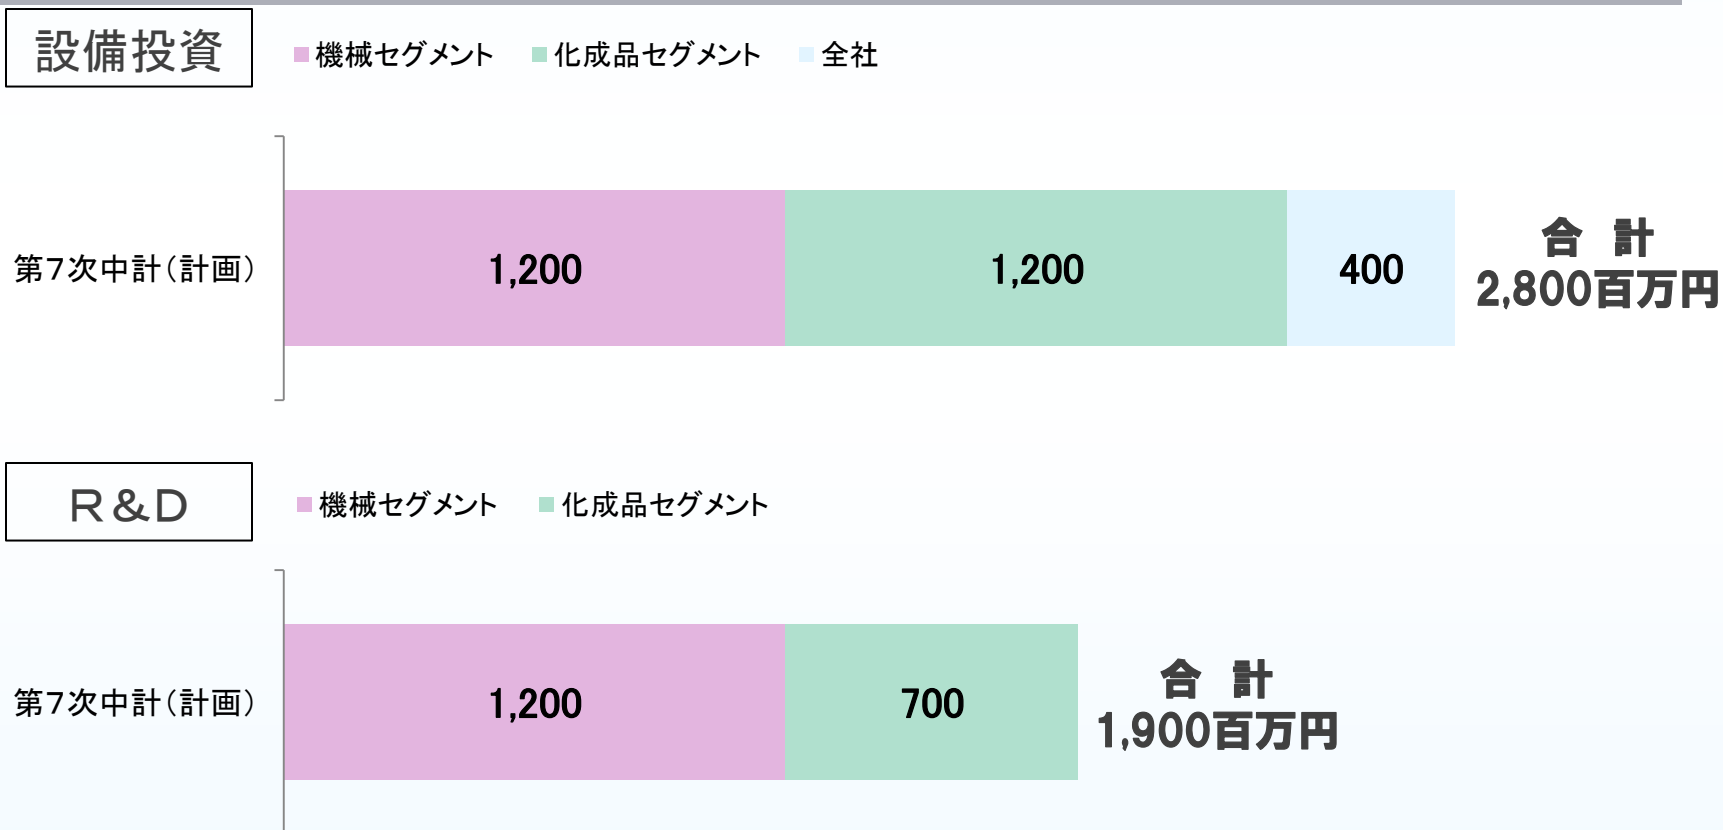 設備投資
機械セグメント 化成品セグメント 全社
第7次中計(計画) 1,200 1,200 400
合 計
2,800百万円
R&D
機械セグメント 化成品セグメント
第7次中計(計画) 1,200 700
合 計
1,900百万円